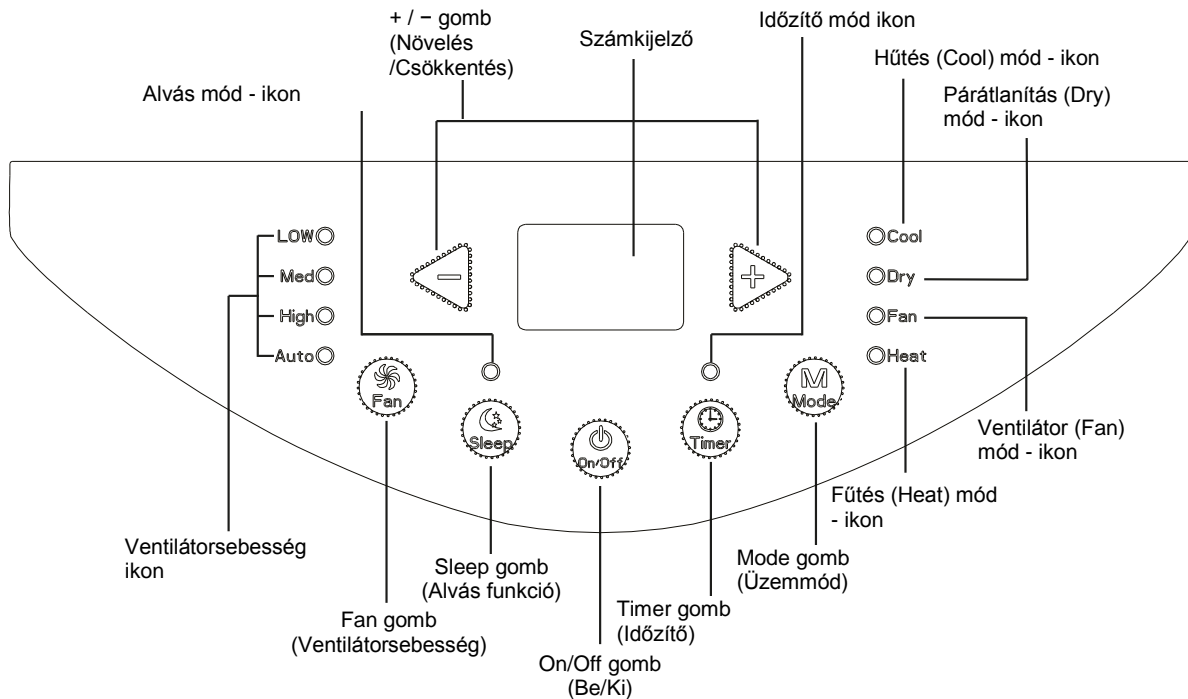 + / − gomb
(Növelés
/Csökkentés)
Számkijelző
Időzítő mód ikon
Hűtés (Cool) mód - ikon
Alvás mód - ikon
Párátlanítás (Dry)
mód - ikon
LOW
Med
High
Auto
−
+
Cool
Dry
Fan
Heat
Fan
Sleep
On/Off
Timer
M
Mode
Ventilátor (Fan)
mód - ikon
Fűtés (Heat) mód
- ikon
Ventilátorsebesség
ikon
Sleep gomb
(Alvás funkció)
Mode gomb
(Üzemmód)
Fan gomb
(Ventilátorsebesség)
Timer gomb
(Időzítő)
On/Off gomb
(Be/Ki)